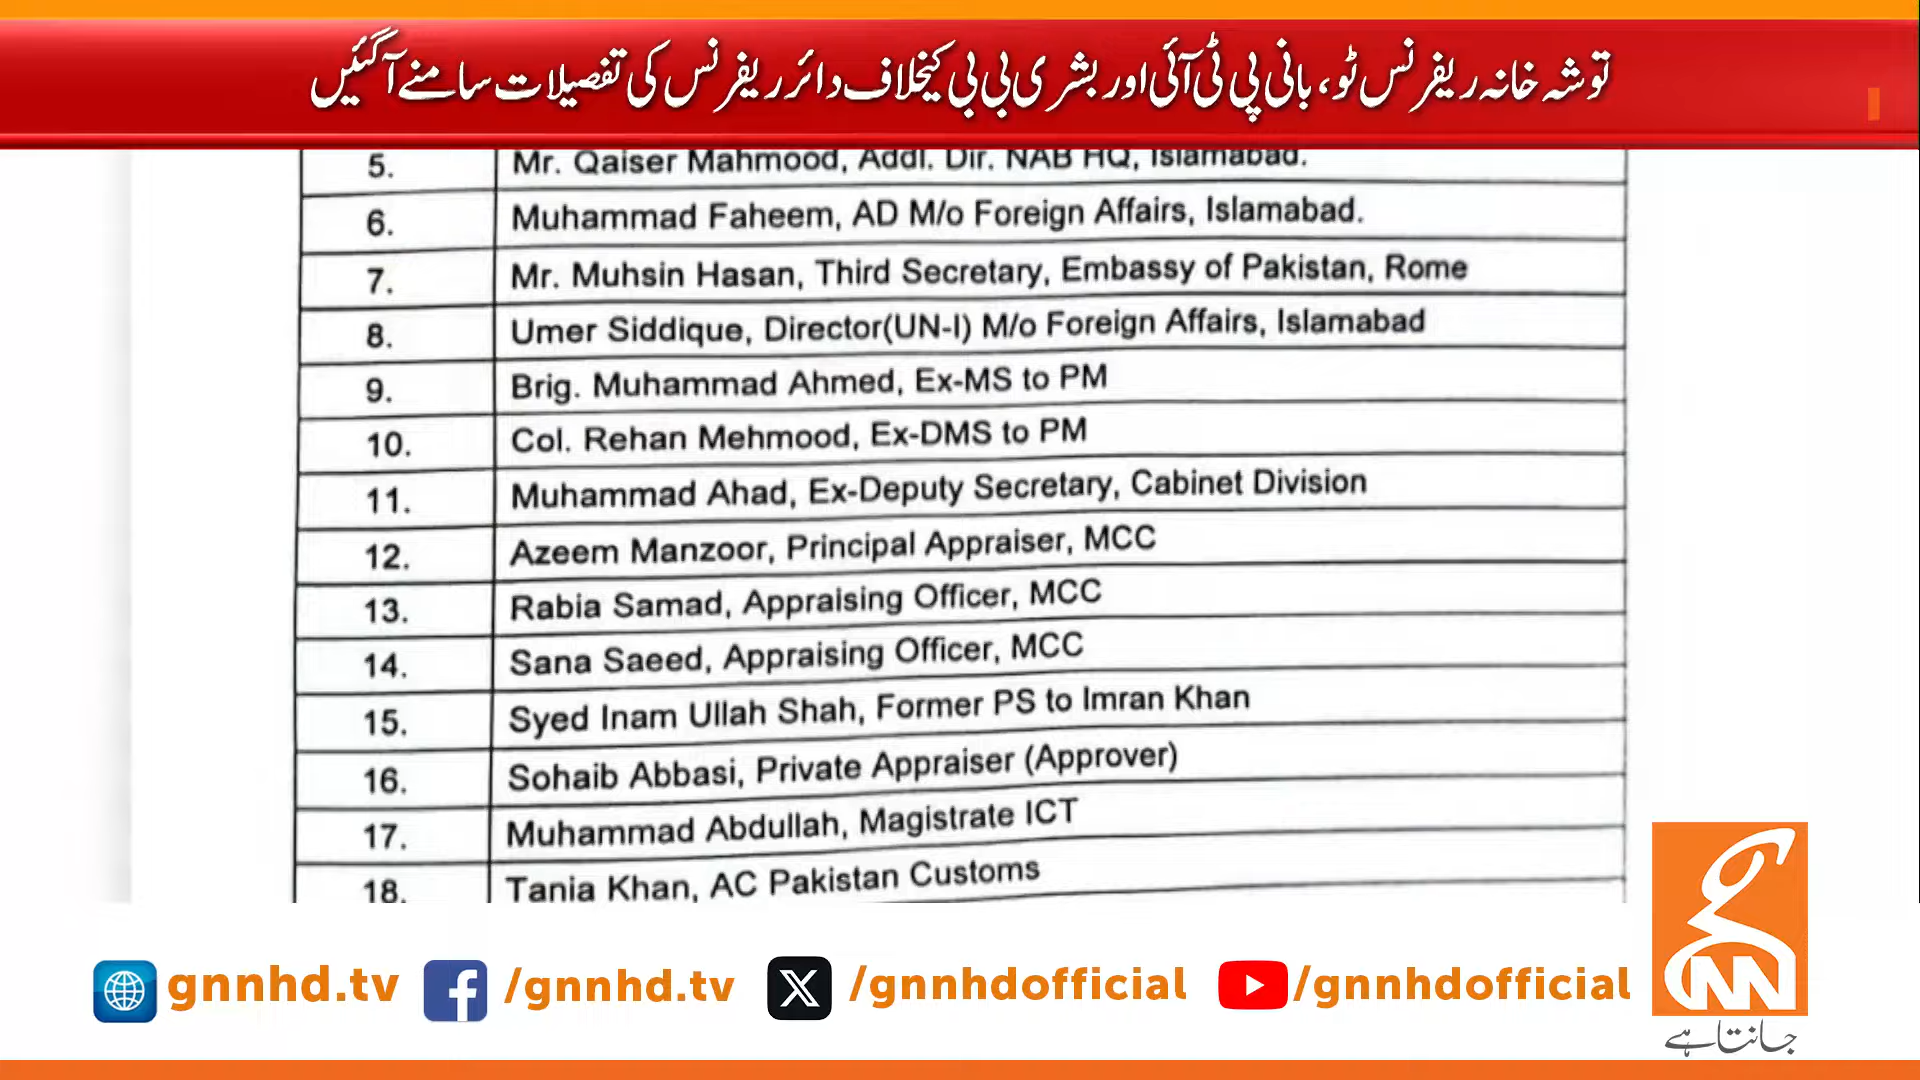 توشہ خانہ ریفرنس ٹو، بانی پی ٹی آئی اور بشری بی بی کیخلاف دائر ریفرنس کی تفصیلات سامنے آگئیں
5. Mr. Qaiser Mahmood, Addl. Dir. NAB HQ, Islamabad.
6. Muhammad Faheem, AD M/o Foreign Affairs, Islamabad.
7. Mr. Muhsin Hasan, Third Secretary, Embassy of Pakistan, Rome
8. Umer Siddique, Director(UN-I) M/o Foreign Affairs, Islamabad
9. Brig. Muhammad Ahmed, Ex-MS to PM
10. Col. Rehan Mehmood, Ex-DMS to PM
11. Muhammad Ahad, Ex-Deputy Secretary, Cabinet Division
12. Azeem Manzoor, Principal Appraiser, MCC
13. Rabia Samad, Appraising Officer, MCC
14. Sana Saeed, Appraising Officer, MCC
15. Syed Inam Ullah Shah, Former PS to Imran Khan
16. Sohaib Abbasi, Private Appraiser (Approver)
17. Muhammad Abdullah, Magistrate ICT
18. Tania Khan, AC Pakistan Customs
gnnhd.tv /gnnhd.tv /gnnhdofficial /gnnhdofficial
GNN
جانتا ہے